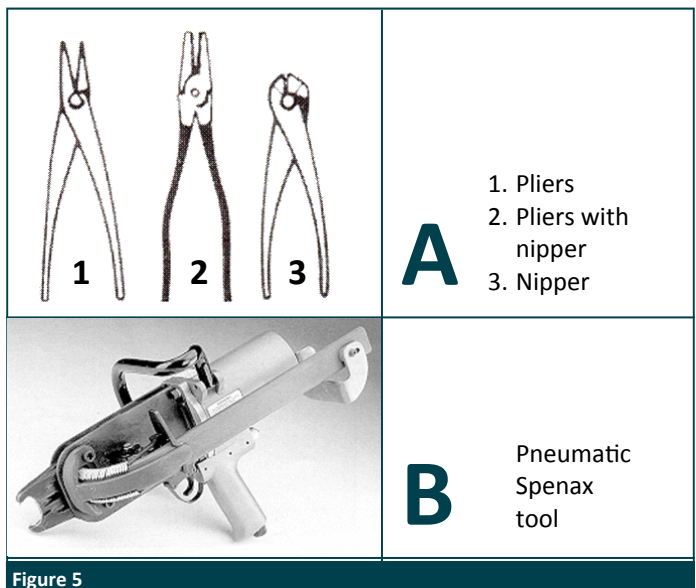 1 2 3
A
1. Pliers
2. Pliers with
nipper
3. Nipper
B
Pneumatic
Spenax
tool
Figure 5